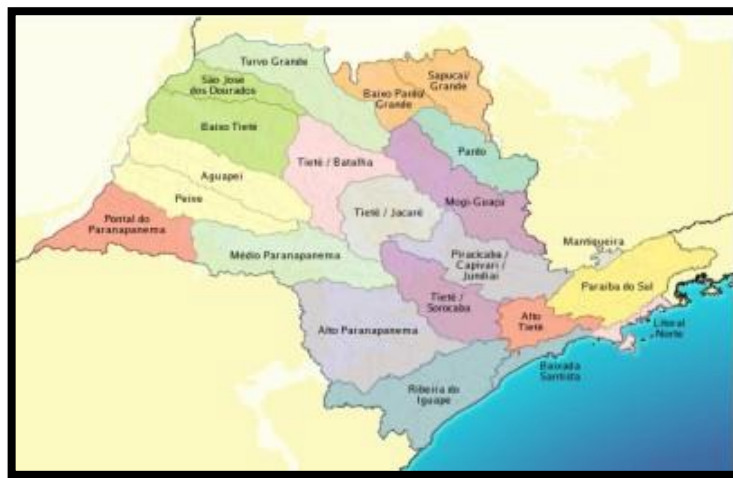 Turvo Grande
São José
dos Dourados
Baixo Tietê
Baixo Pardo/
Grande
Sapucaí/
Grande
Pardo
Tietê / Batalha
Aguapeí
Peixe
Mogi-Guaçu
Tietê / Jacaré
Pontal do
Paranapanema
Médio Paranapanema
Mantiqueira
Piracicaba /
Capivari /
Jundiaí
Paraíba do Sul
Tietê /
Sorocaba
Alto
Tietê
Litoral
Norte
Alto Paranapanema
Baixada
Santista
Ribeira do
Iguape